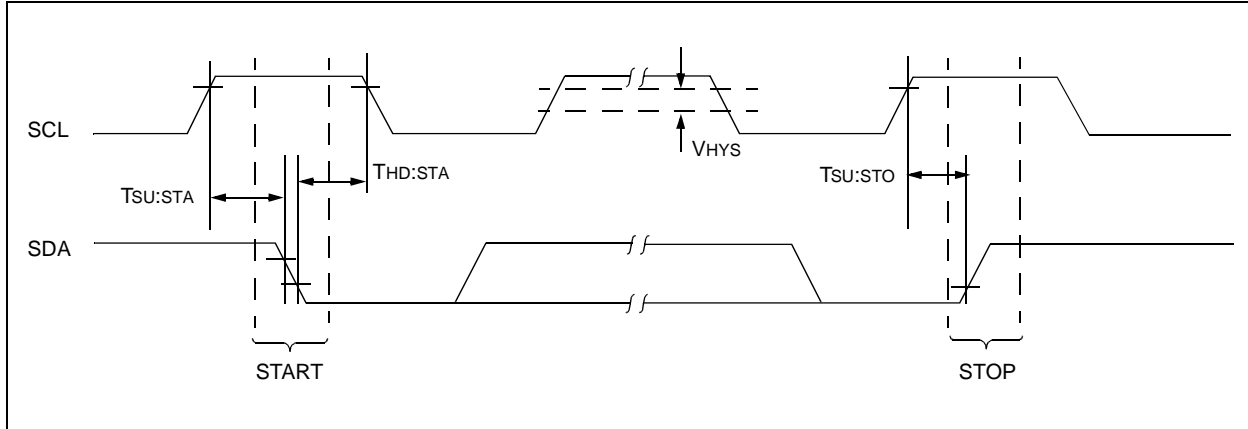 SCL
VHYS
THD:STA
TSU:STA
TSU:STO
SDA
START
STOP